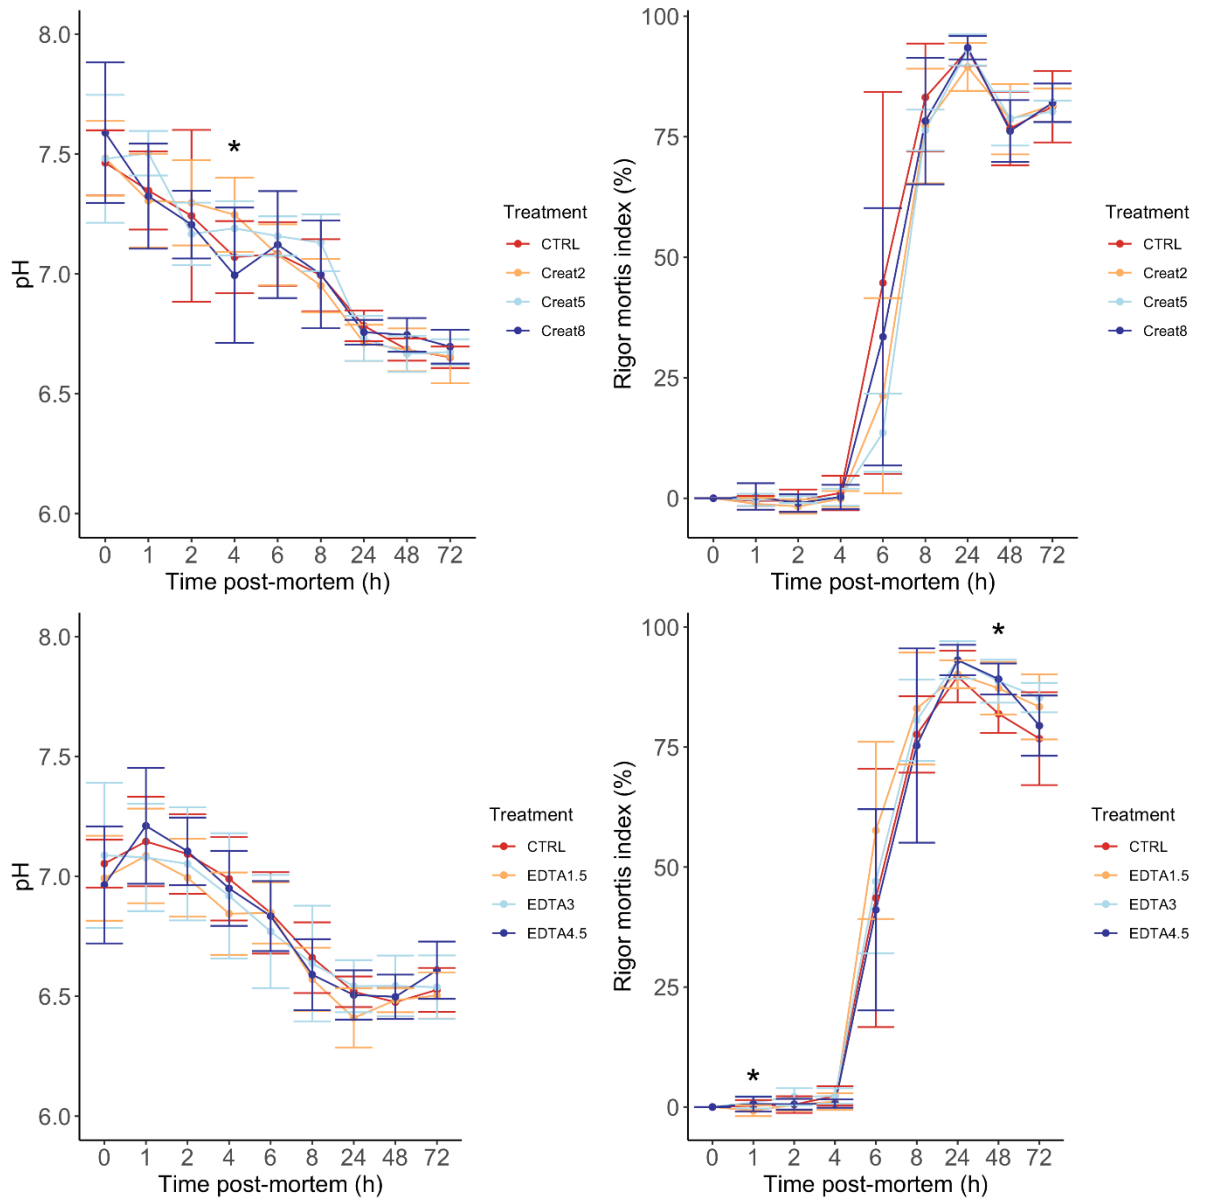 pH
8.0
7.5
7.0
6.5
6.0
*
0 1 2 4 6 8 24 48 72
Time post-mortem (h)
Treatment
CTRL
Creat2
Creat5
Creat8
Rigor mortis index (%)
100
75
50
25
0
0 1 2 4 6 8 24 48 72
Time post-mortem (h)
Treatment
CTRL
Creat2
Creat5
Creat8
pH
8.0
7.5
7.0
6.5
6.0
0 1 2 4 6 8 24 48 72
Time post-mortem (h)
Treatment
CTRL
EDTA1.5
EDTA3
EDTA4.5
Rigor mortis index (%)
100
75
50
25
0
*
*
0 1 2 4 6 8 24 48 72
Time post-mortem (h)
Treatment
CTRL
EDTA1.5
EDTA3
EDTA4.5